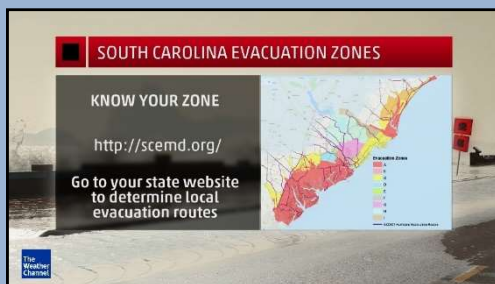 SOUTH CAROLINA EVACUATION ZONES
KNOW YOUR ZONE
http://scemd.org/
Go to your state website
to determine local
evacuation routes
Evacuation Zones
A
The
Weather
Channel